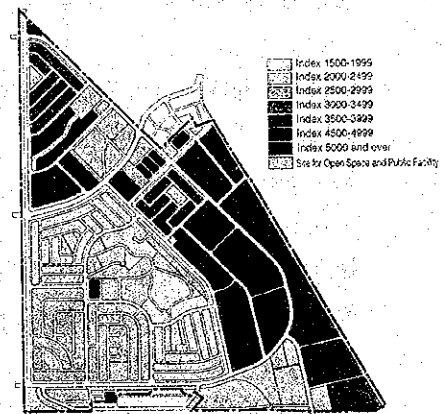 Index 1500-1999
Index 2000-2499
Index 2500-2999
Index 3000-3499
Index 3500-3999
Index 4500-4999
Index 5000 and over
Site for Open Space and Public Facility